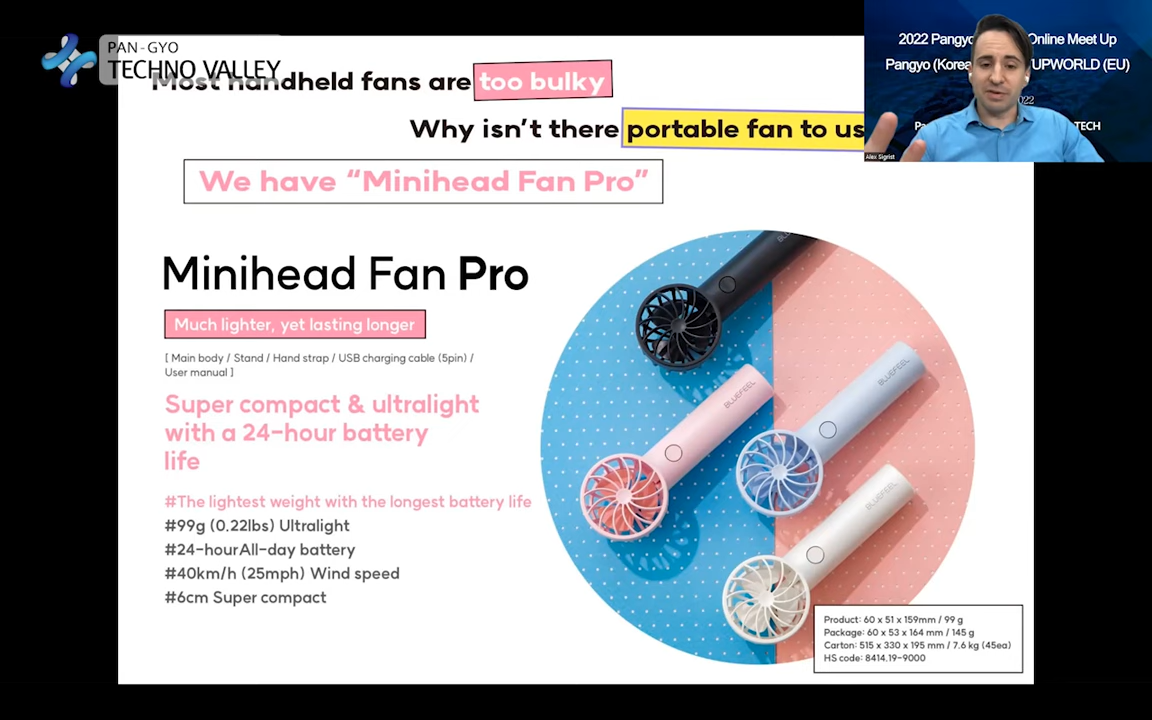 PAN-GYO
TECHNO VALLEY
Most handheld fans are too bulky
Why isn't there portable fan to us
We have "Minihead Fan Pro"
2022 Pangyo Online Meet Up
Pangyo (Korea UPWORLD (EU)
2022
TECH
Alex Sigrist
Minihead Fan Pro
Much lighter, yet lasting longer
[ Main body / Stand / Hand strap / USB charging cable (5pin) /
User manual ]
Super compact & ultralight
with a 24-hour battery
life
#The lightest weight with the longest battery life
#99g (0.22lbs) Ultralight
#24-hourAll-day battery
#40km/h (25mph) Wind speed
#6cm Super compact
BLUEFEEL
BLUEFEEL
BLUEFEEL
Product: 60 x 51 x 159mm / 99 g
Package: 60 x 53 x 164 mm / 145 g
Carton: 515 x 330 x 195 mm / 7.6 kg (45ea)
HS code: 8414.19-9000